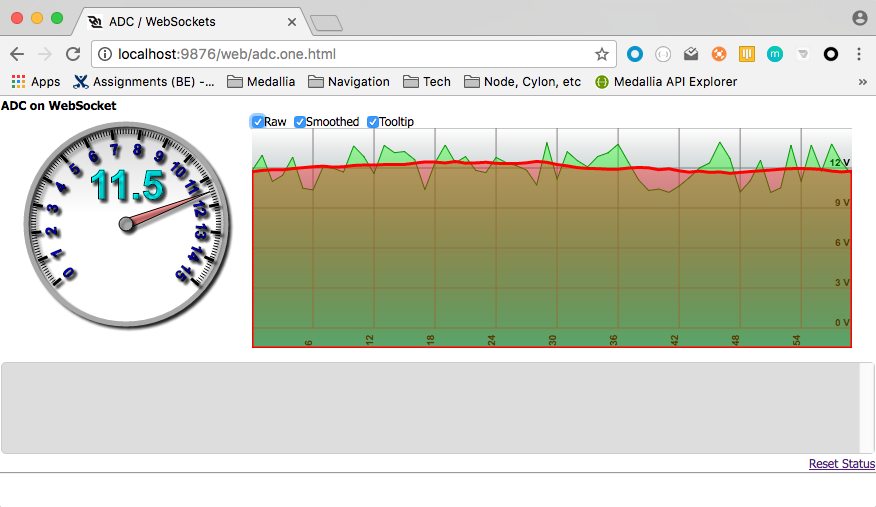 ADC / WebSockets
localhost:9876/web/adc.one.html
Apps Assignments (BE) -... Medallia Navigation Tech Node, Cylon, etc Medallia API Explorer »
ADC on WebSocket
Raw Smoothed Tooltip
0 1 2 3 4 5 6 7 8 9 10 11 12 13 14 15
11.5
12 V
9 V
6 V
3 V
0 V
6 12 18 24 30 36 42 48 54
Reset Status